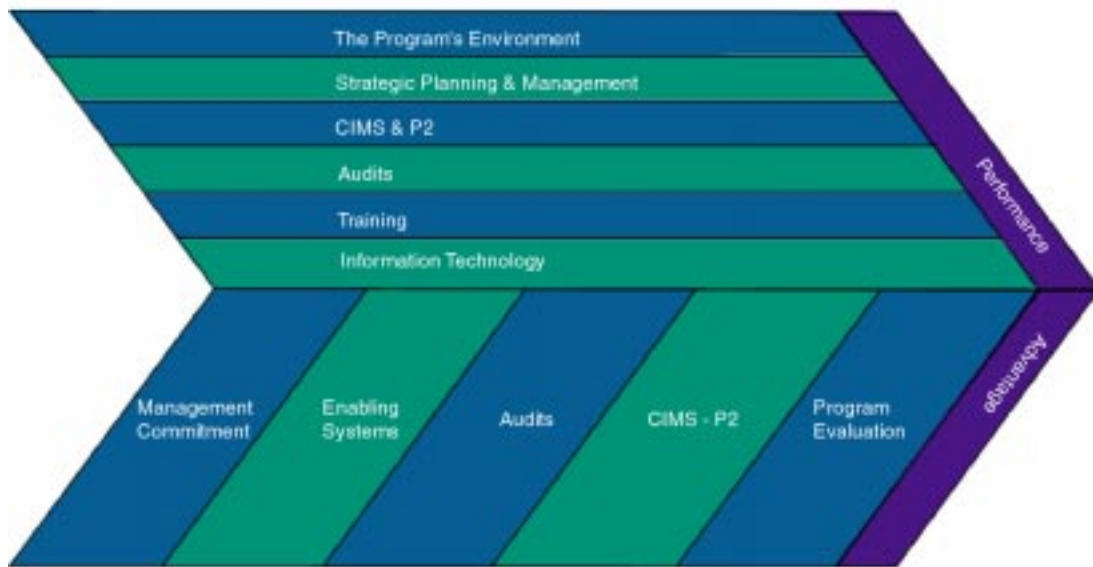 The Program's Environment
Strategic Planning & Management
CIMS & P2
Audits
Training
Information Technology
Performance
Management
Commitment
Enabling
Systems
Audits
CIMS - P2
Program
Evaluation
Advantage